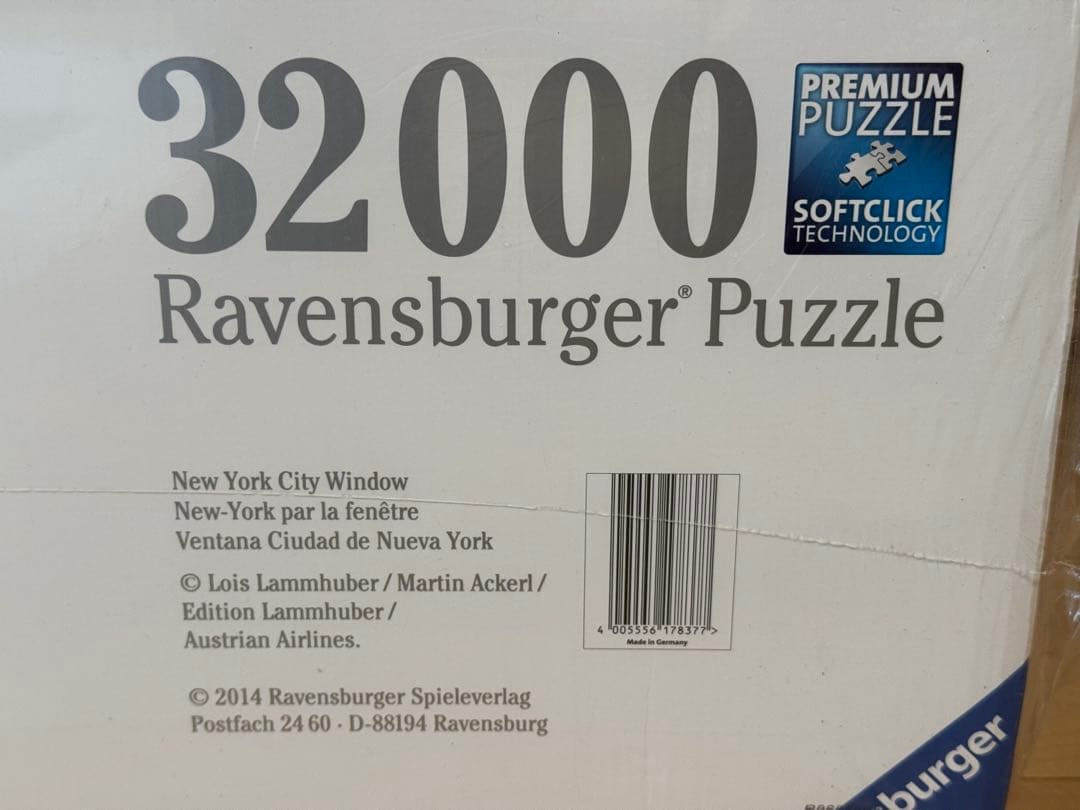 32000
PREMIUM
PUZZLE
SOFTCLICK
TECHNOLOGY
Ravensburger® Puzzle
New York City Window
New-York par la fenêtre
Ventana Ciudad de Nueva York
© Lois Lammhuber / Martin Ackerl /
Edition Lammhuber /
Austrian Airlines.
4 005556 178377 >
Made in Germany
© 2014 Ravensburger Spieleverlag
Postfach 24 60 · D-88194 Ravensburg
burger